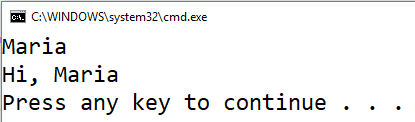 C:\WINDOWS\system32\cmd.exe
Maria
Hi, Maria
Press any key to continue . . .